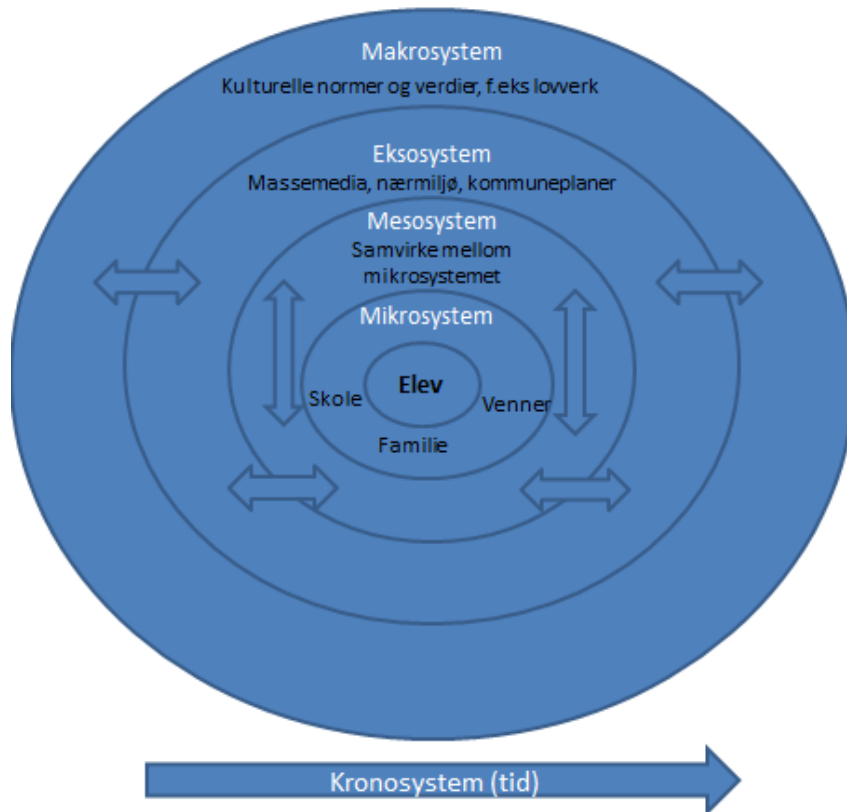 Makrosystem
Kulturelle normer og verdier, f.eks lovverk
Eksosystem
Massemedia, nærmiljø, kommuneplaner
Mesosystem
Samvirke mellom
mikrosystemet
Mikrosystem
Elev
Skole
Venner
Familie
Kronosystem (tid)